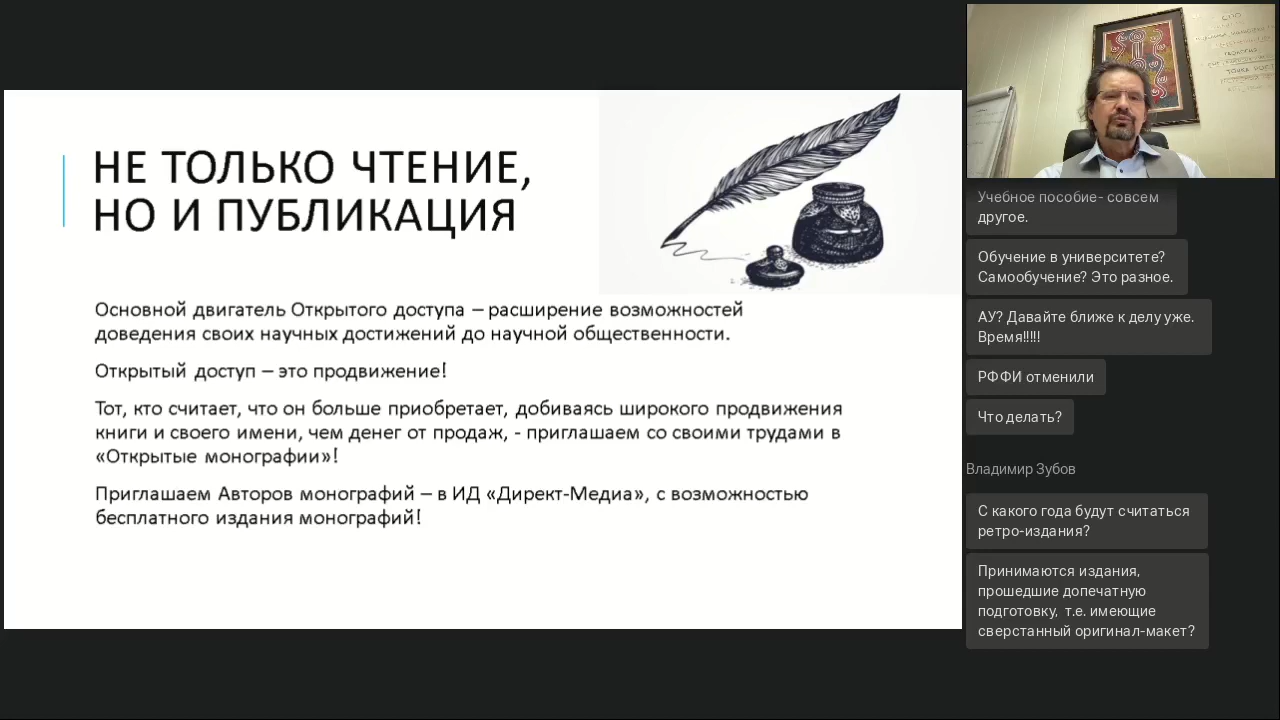 НЕ ТОЛЬКО ЧТЕНИЕ,
НО И ПУБЛИКАЦИЯ
Основной двигатель Открытого доступа – расширение возможностей
доведения своих научных достижений до научной общественности.
Открытый доступ – это продвижение!
Тот, кто считает, что он больше приобретает, добиваясь широкого продвижения
книги и своего имени, чем денег от продаж, - приглашаем со своими трудами в
«Открытые монографии»!
Приглашаем Авторов монографий – в ИД «Директ-Медиа», с возможностью
бесплатного издания монографий!
Учебное пособие- совсем
другое.
Обучение в университете?
Самообучение? Это разное.
АУ? Давайте ближе к делу уже.
Время!!!!!
РФФИ отменили
Что делать?
Владимир Зубов
С какого года будут считаться
ретро-издания?
Принимаются издания,
прошедшие допечатную
подготовку,  т.е. имеющие
сверстанный оригинал-макет?